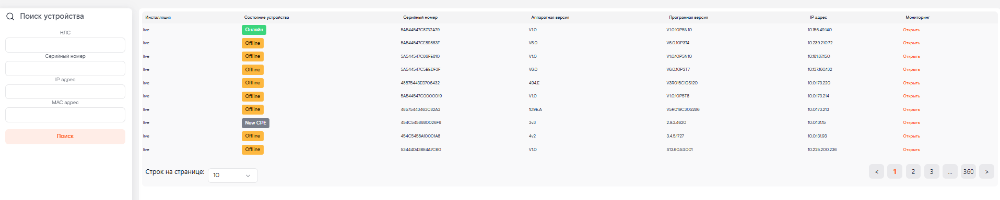 Поиск устройства
НЛС
Серийный номер
IP адрес
MAC адрес
Поиск
Инсталляция Состояние устройства Серийный номер Аппаратная версия Програмная версия IP адрес Мониторинг
live Онлайн 5A544547C8732A79 V1.0 V1.0.10P5N10 10.156.49.140 Открыть
live Offline 5A544547CE89883F V6.0 V6.0.10P3T4 10.239.210.72 Открыть
live Offline 5A544547C86FE810 V1.0 V1.0.10P5N10 10.181.87.150 Открыть
live Offline 5A544547C5BEDF3F V6.0 V6.0.10P2T7 10.137.160.132 Открыть
live Offline 48575443ED706432 494.E V3R015C10S120 10.0.173.220 Открыть
live Offline 5A544547C0000019 V1.0 V1.0.10P5T8 10.0.173.214 Открыть
live Offline 48575443463C82A3 1D9E.A V5R019C30S286 10.0.173.213 Открыть
live New CPE 454C5458880026F8 3v3 2.9.3.4620 10.0.131.15 Открыть
live Offline 454C5458A10001A8 4v2 3.4.5.1727 10.0.131.93 Открыть
live Offline 53444D43BE4A7CB0 V1.0 S13.60.53.001 10.225.200.236 Открыть
Строк на странице: 10 < 1 2 3 ... 360 >